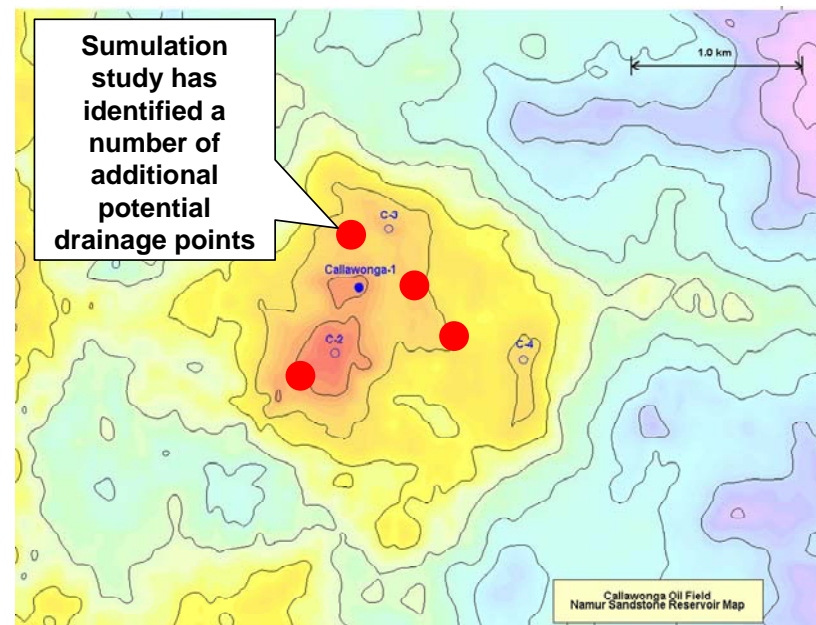 Sumulation
study has
identified a
number of
additional
potential
drainage points
1.0 km
C-3
Callawonga-1
C-2
C-4
Callawonga Oil Field
Namur Sandstone Reservoir Map